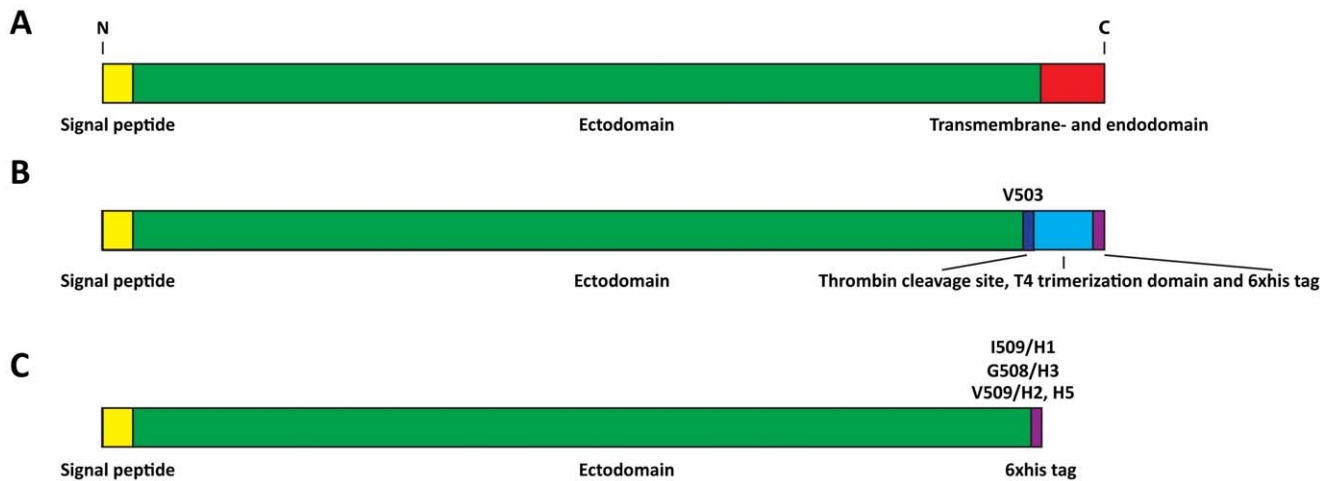 A
N
C
Signal peptide
Ectodomain
Transmembrane- and endodomain
B
V503
Signal peptide
Ectodomain
Thrombin cleavage site, T4 trimerization domain and 6xhis tag
C
I509/H1
G508/H3
V509/H2, H5
Signal peptide
Ectodomain
6xhis tag